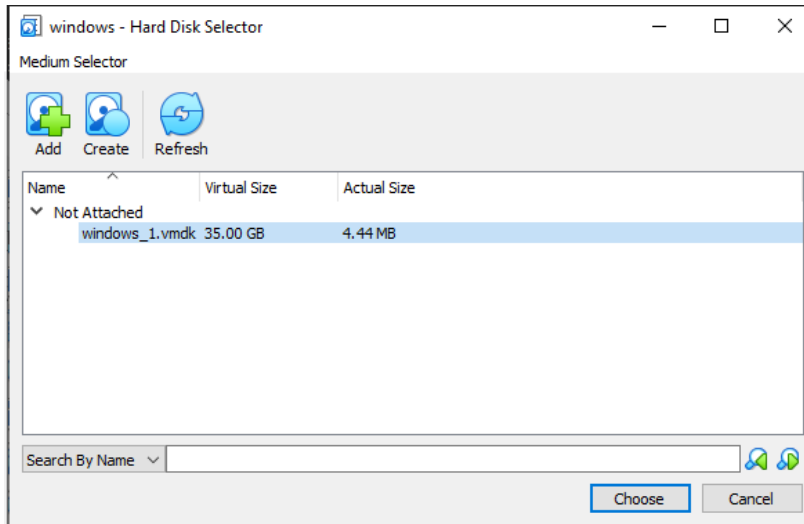 windows - Hard Disk Selector
Medium Selector
Add Create Refresh
Name Virtual Size Actual Size
Not Attached
windows_1.vmdk 35.00 GB 4.44 MB
Search By Name
Choose Cancel